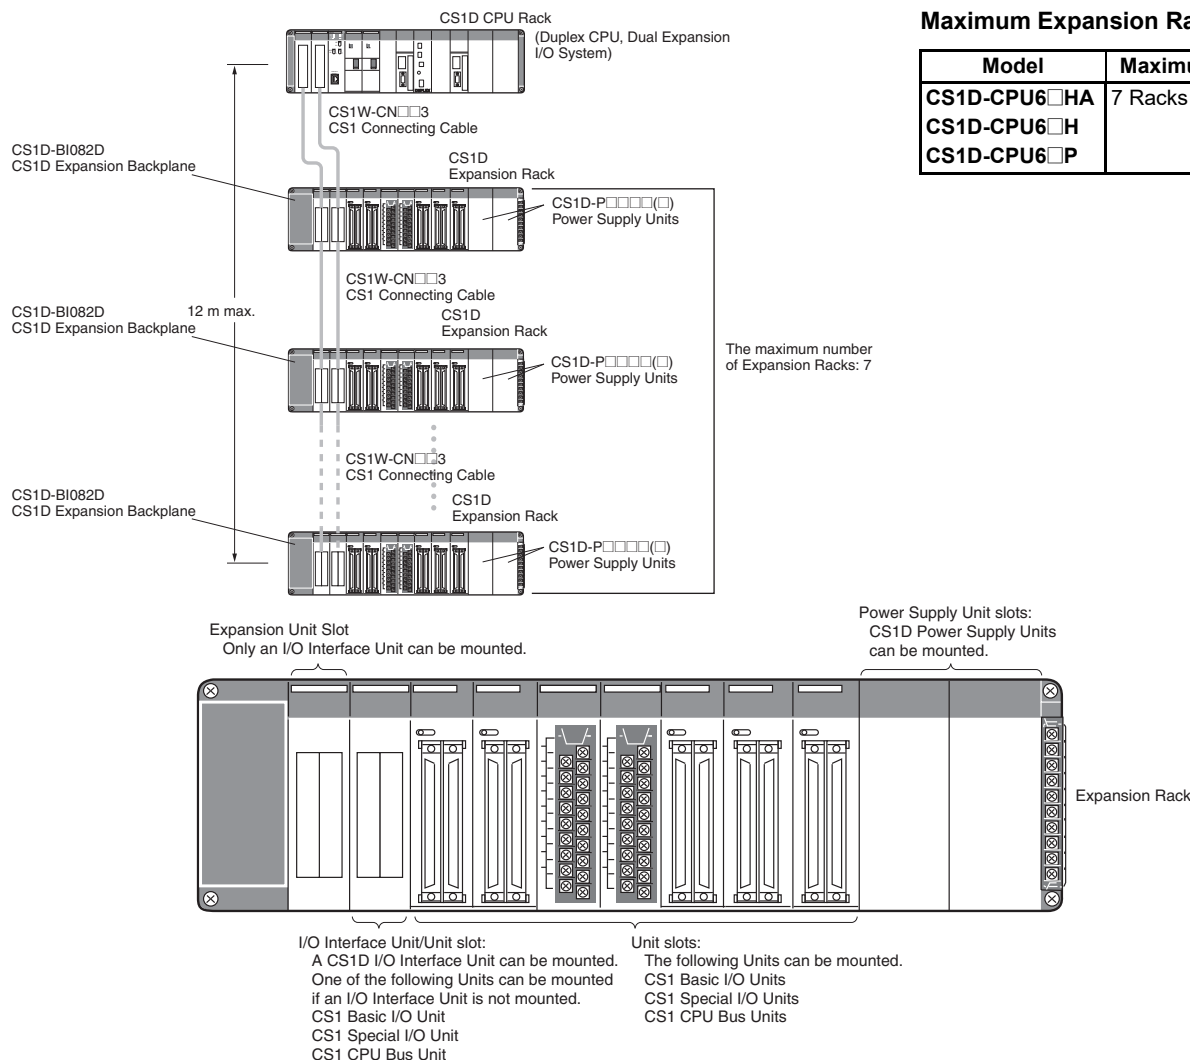 CS1D CPU Rack
(Duplex CPU, Dual Expansion
I/O System)
CS1W-CN□□3
CS1 Connecting Cable
CS1D-BI082D
CS1D Expansion Backplane
CS1D
Expansion Rack
CS1D-P□□□□(□)
Power Supply Units
CS1W-CN□□3
CS1 Connecting Cable
CS1D-BI082D
CS1D Expansion Backplane
12 m max.
CS1D
Expansion Rack
CS1D-P□□□□(□)
Power Supply Units
The maximum number
of Expansion Racks: 7
CS1W-CN□□3
CS1 Connecting Cable
CS1D-BI082D
CS1D Expansion Backplane
CS1D
Expansion Rack
CS1D-P□□□□(□)
Power Supply Units
Maximum Expansion Ra
Model Maximu
CS1D-CPU6□HA 7 Racks
CS1D-CPU6□H
CS1D-CPU6□P
Expansion Unit Slot
Only an I/O Interface Unit can be mounted.
Power Supply Unit slots:
CS1D Power Supply Units
can be mounted.
Expansion Rack
I/O Interface Unit/Unit slot:
A CS1D I/O Interface Unit can be mounted.
One of the following Units can be mounted
if an I/O Interface Unit is not mounted.
CS1 Basic I/O Unit
CS1 Special I/O Unit
CS1 CPU Bus Unit
Unit slots:
The following Units can be mounted.
CS1 Basic I/O Units
CS1 Special I/O Units
CS1 CPU Bus Units